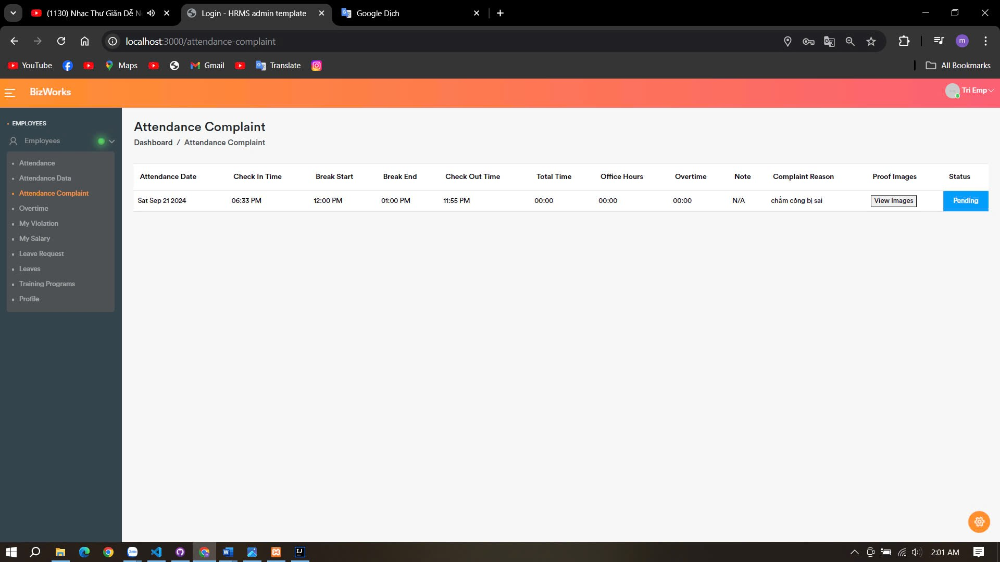 (1130) Nhạc Thư Giãn Dễ N
Login - HRMS admin template
Google Dịch
localhost:3000/attendance-complaint
m
YouTube
Maps
Gmail
Translate
All Bookmarks
BizWorks
Tri Emp
EMPLOYEES
Employees
Attendance
Attendance Data
Attendance Complaint
Overtime
My Violation
My Salary
Leave Request
Leaves
Training Programs
Profile
Attendance Complaint
Dashboard / Attendance Complaint
Attendance Date Check In Time Break Start Break End Check Out Time Total Time Office Hours Overtime Note Complaint Reason Proof Images Status
Sat Sep 21 2024 06:33 PM 12:00 PM 01:00 PM 11:55 PM 00:00 00:00 00:00 N/A chấm công bị sai View Images Pending
Zalo
W
IJ
2:01 AM